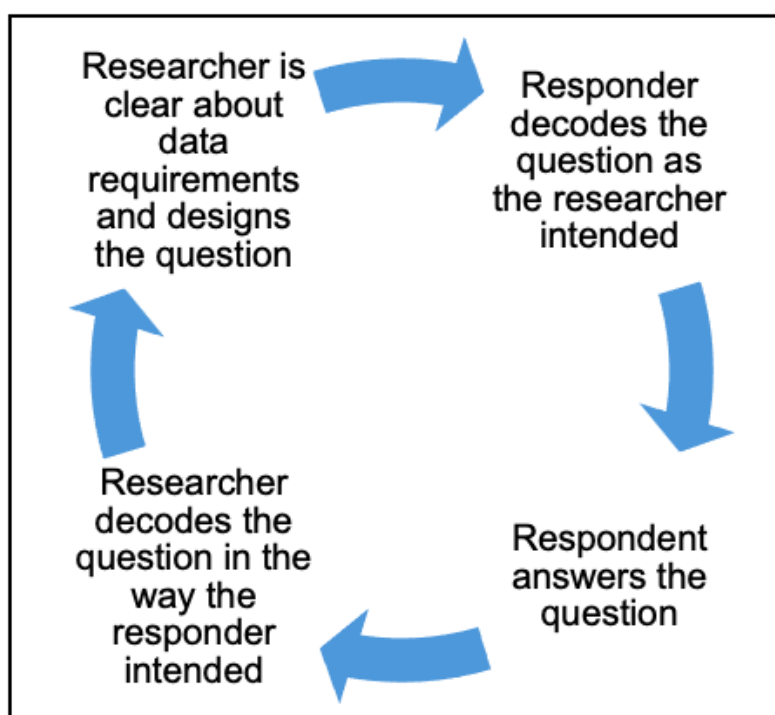 Researcher is
clear about
data
requirements
and designs
the question
Responder
decodes the
question as
the researcher
intended
Respondent
answers the
question
Researcher
decodes the
question in the
way the
responder
intended